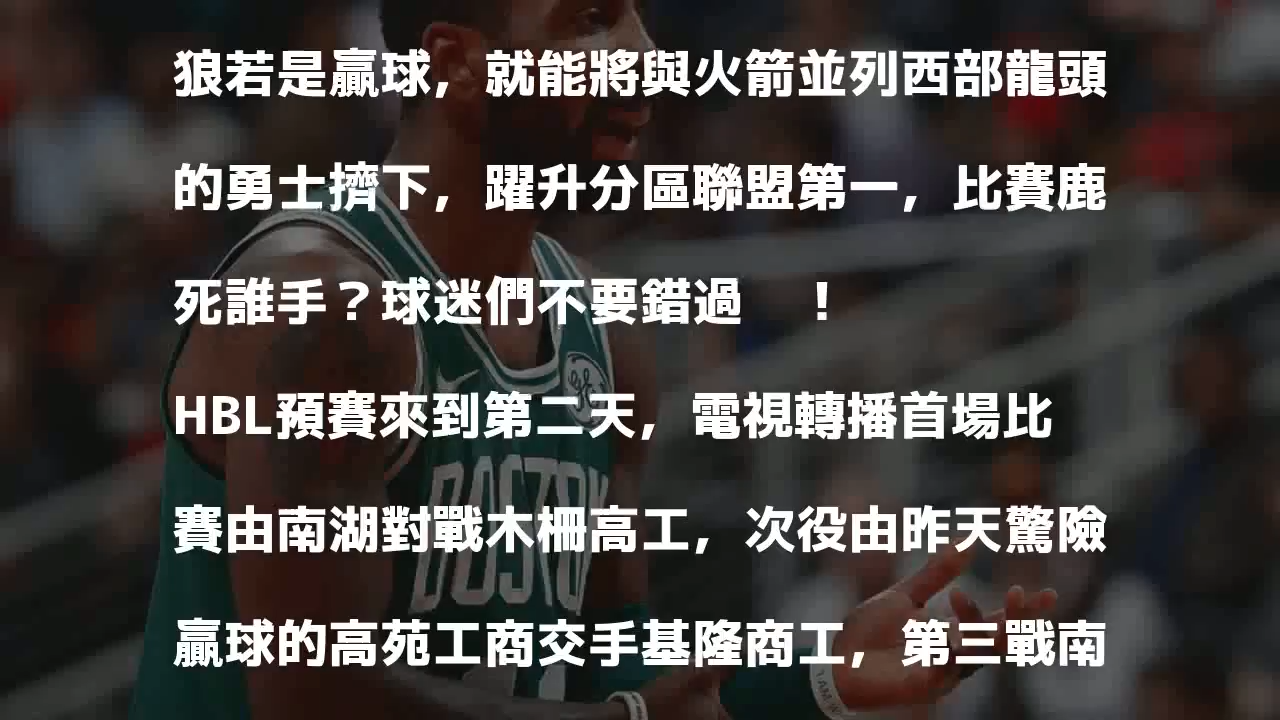 狼若是贏球，就能將與火箭並列西部龍頭
的勇士擠下，躍升分區聯盟第一，比賽鹿
死誰手？球迷們不要錯過　！
HBL預賽來到第二天，電視轉播首場比
賽由南湖對戰木柵高工，次役由昨天驚險
贏球的高苑工商交手基隆商工，第三戰南
BOSTON